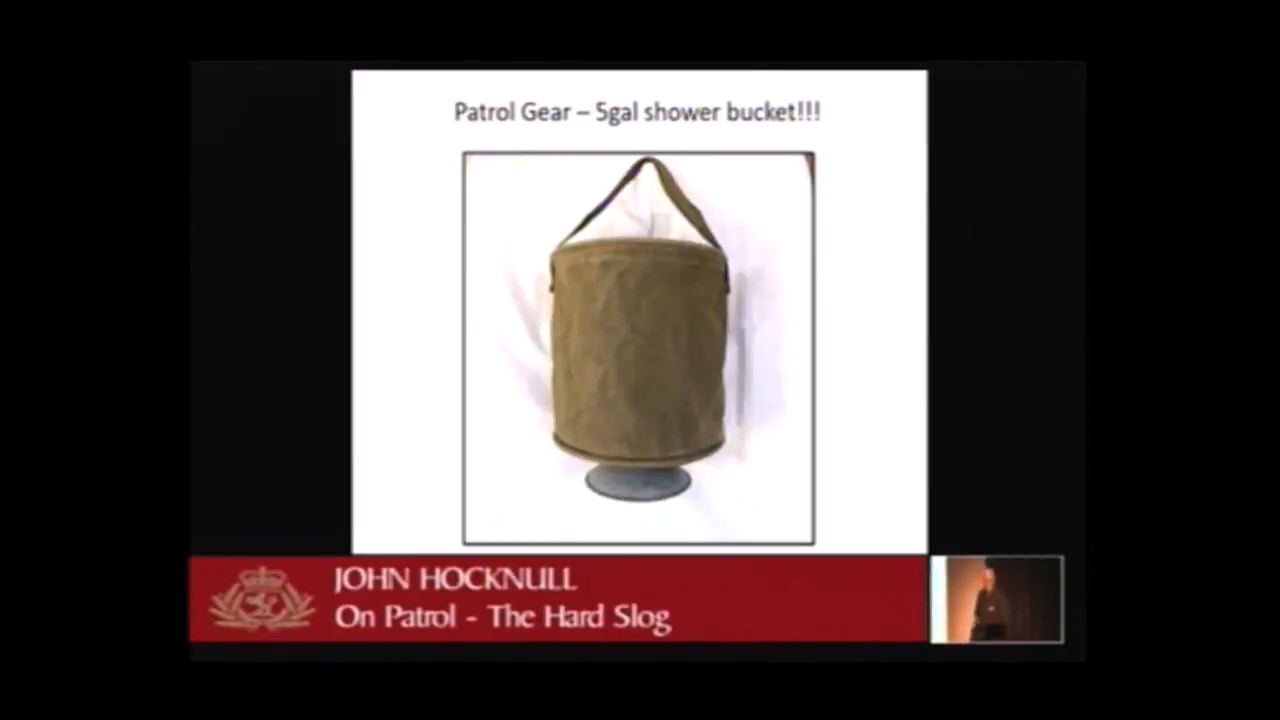 Patrol Gear – 5gal shower bucket!!!
JOHN HOCKNULL
On Patrol - The Hard Slog